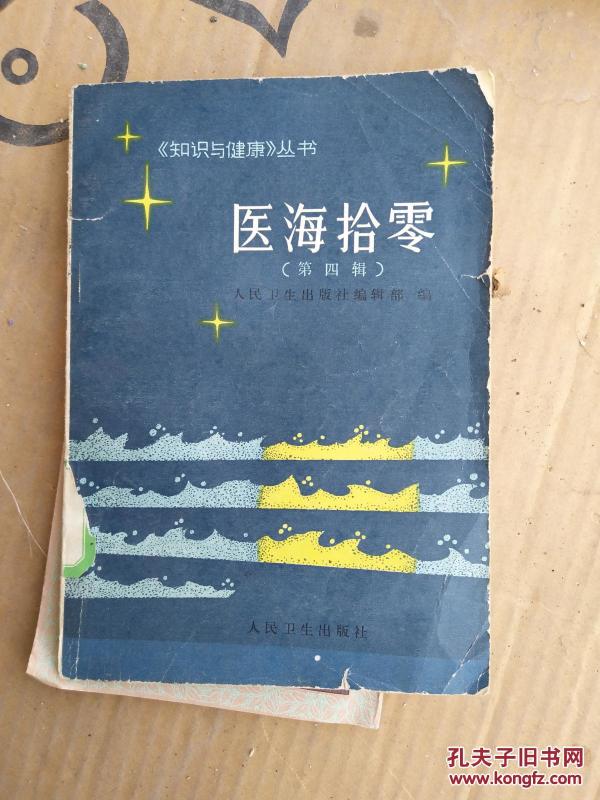 《知识与健康》丛书
医海拾零
（第四辑）
人民卫生出版社编辑部 编
人民卫生出版社
孔夫子旧书网
www.kongfz.com